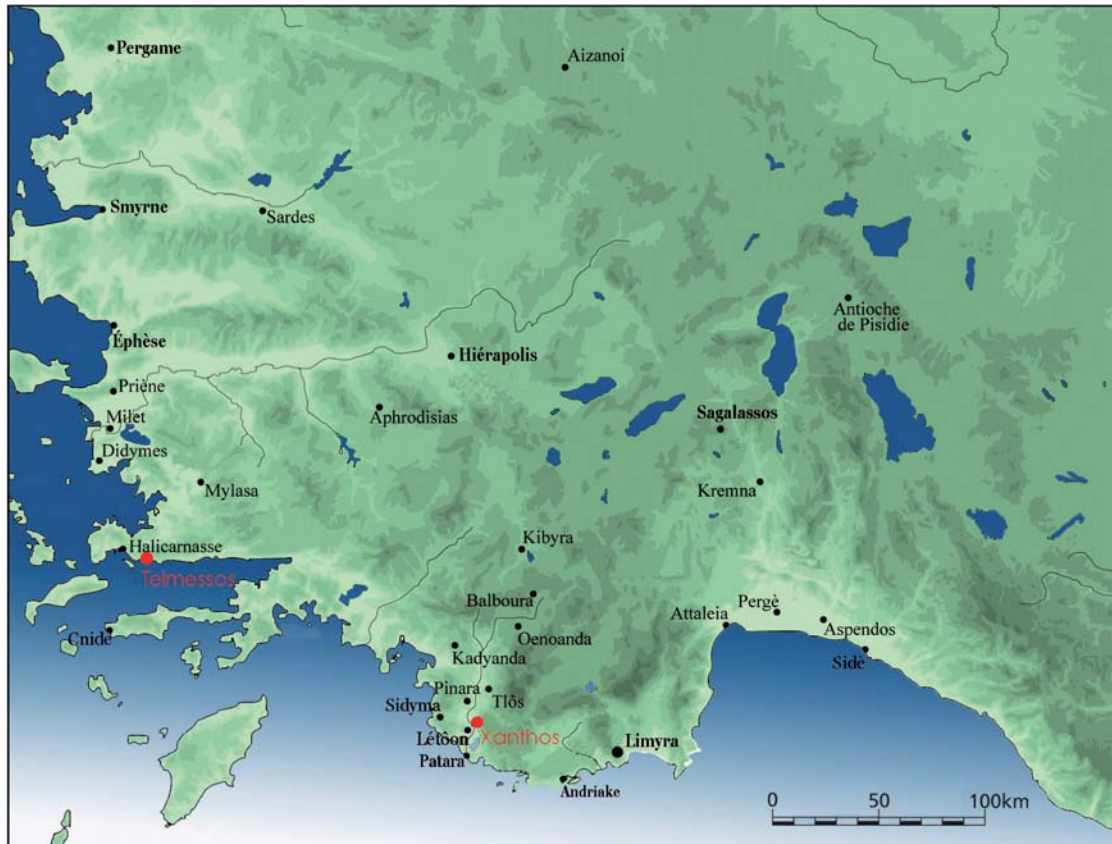 Pergame
Aizanoi
Smyrne
Sardes
Antioche
de Pisidie
Éphèse
Hiérapolis
Priène
Aphrodisias
Milet
Sagalassos
Didymes
Mylasa
Kremna
Halicarnasse
Kibyra
Telmessos
Balboura
Pergè
Attaleia
Aspendos
Cnide
Oenoanda
Kadyanda
Sidè
Pinara
Tlôs
Sidyma
Létôon
Xanthos
Limyra
Patara
Andriake
0 50 100km